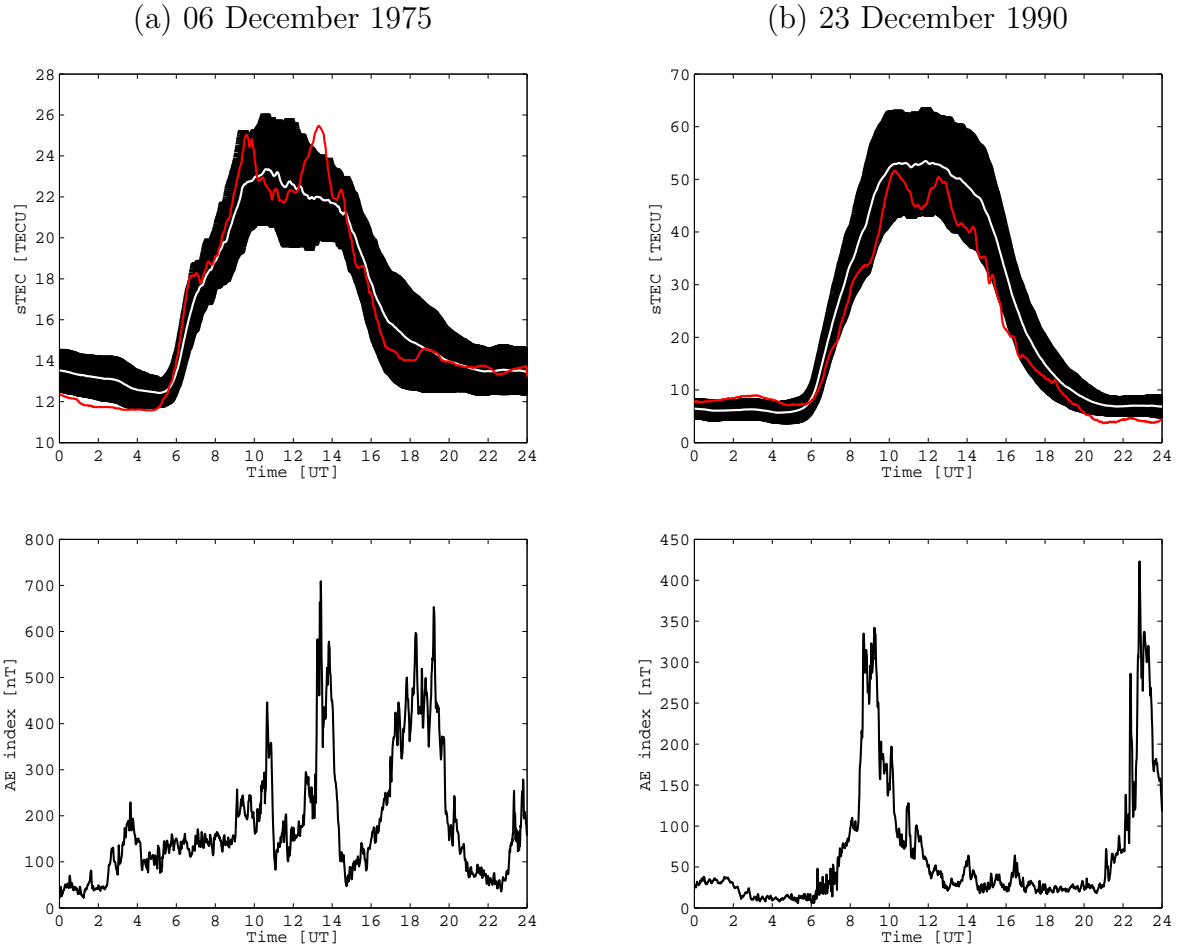 (a) 06 December 1975
(b) 23 December 1990
28
26
24
22
20
18
16
14
12
10
sTEC [TECU]
0 2 4 6 8 10 12 14 16 18 20 22 24
Time [UT]
70
60
50
40
30
20
10
0
sTEC [TECU]
0 2 4 6 8 10 12 14 16 18 20 22 24
Time [UT]
800
700
600
500
400
300
200
100
0
AE index [nT]
0 2 4 6 8 10 12 14 16 18 20 22 24
Time [UT]
450
400
350
300
250
200
150
100
50
0
AE index [nT]
0 2 4 6 8 10 12 14 16 18 20 22 24
Time [UT]